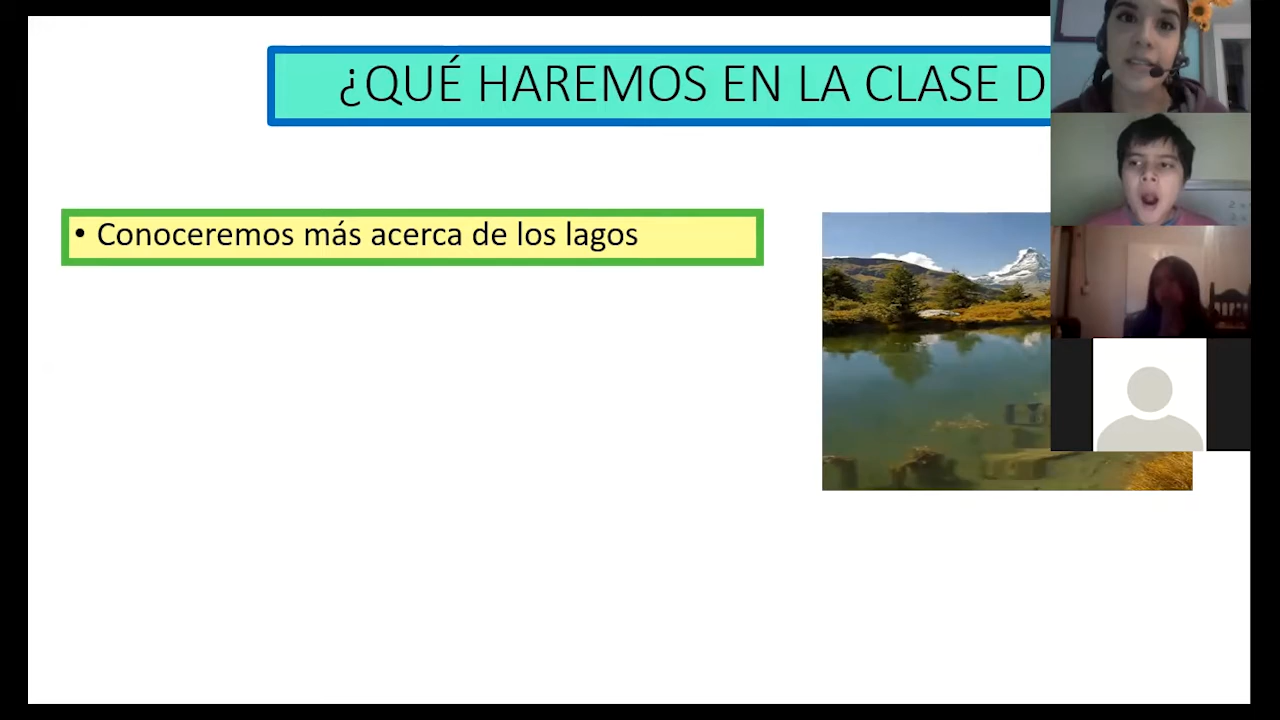 ¿QUÉ HAREMOS EN LA CLASE D
• Conoceremos más acerca de los lagos